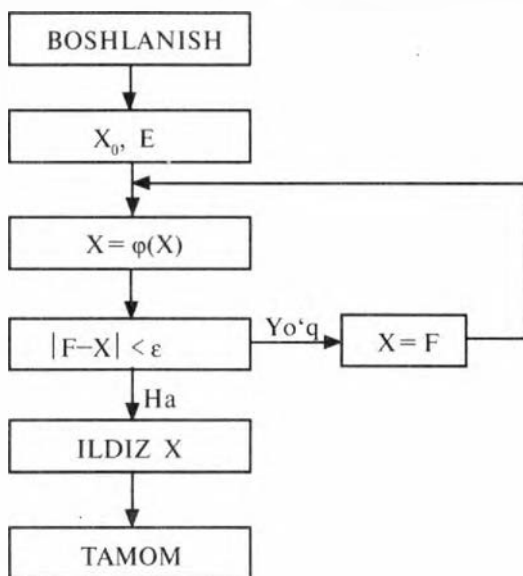 BOSHLANISH
X₀, E
X = φ(X)
|F–X| < ε
Yo‘q
X = F
Ha
ILDIZ X
TAMOM